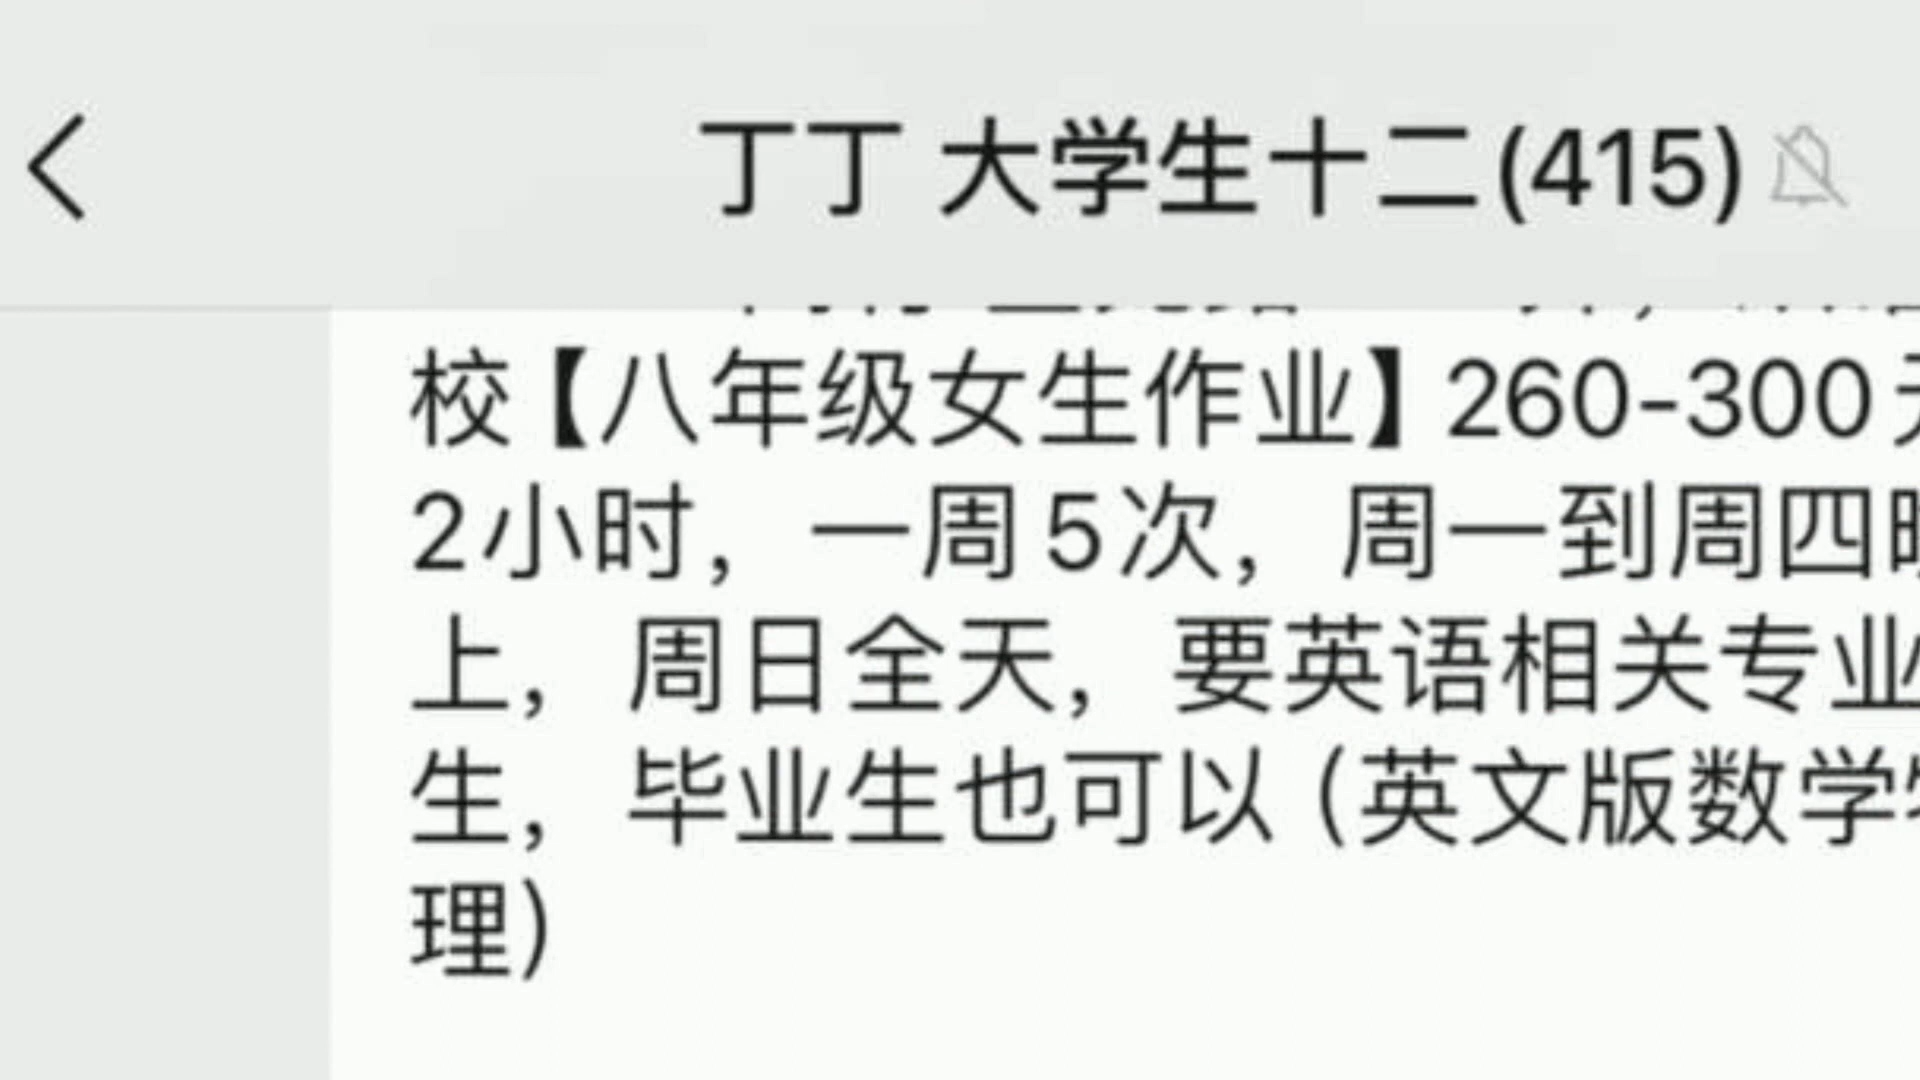 丁丁 大学生十二(415)
校【八年级女生作业】260-300
2小时，一周5次，周一到周四
上，周日全天，要英语相关专业
生，毕业生也可以（英文版数学
理）